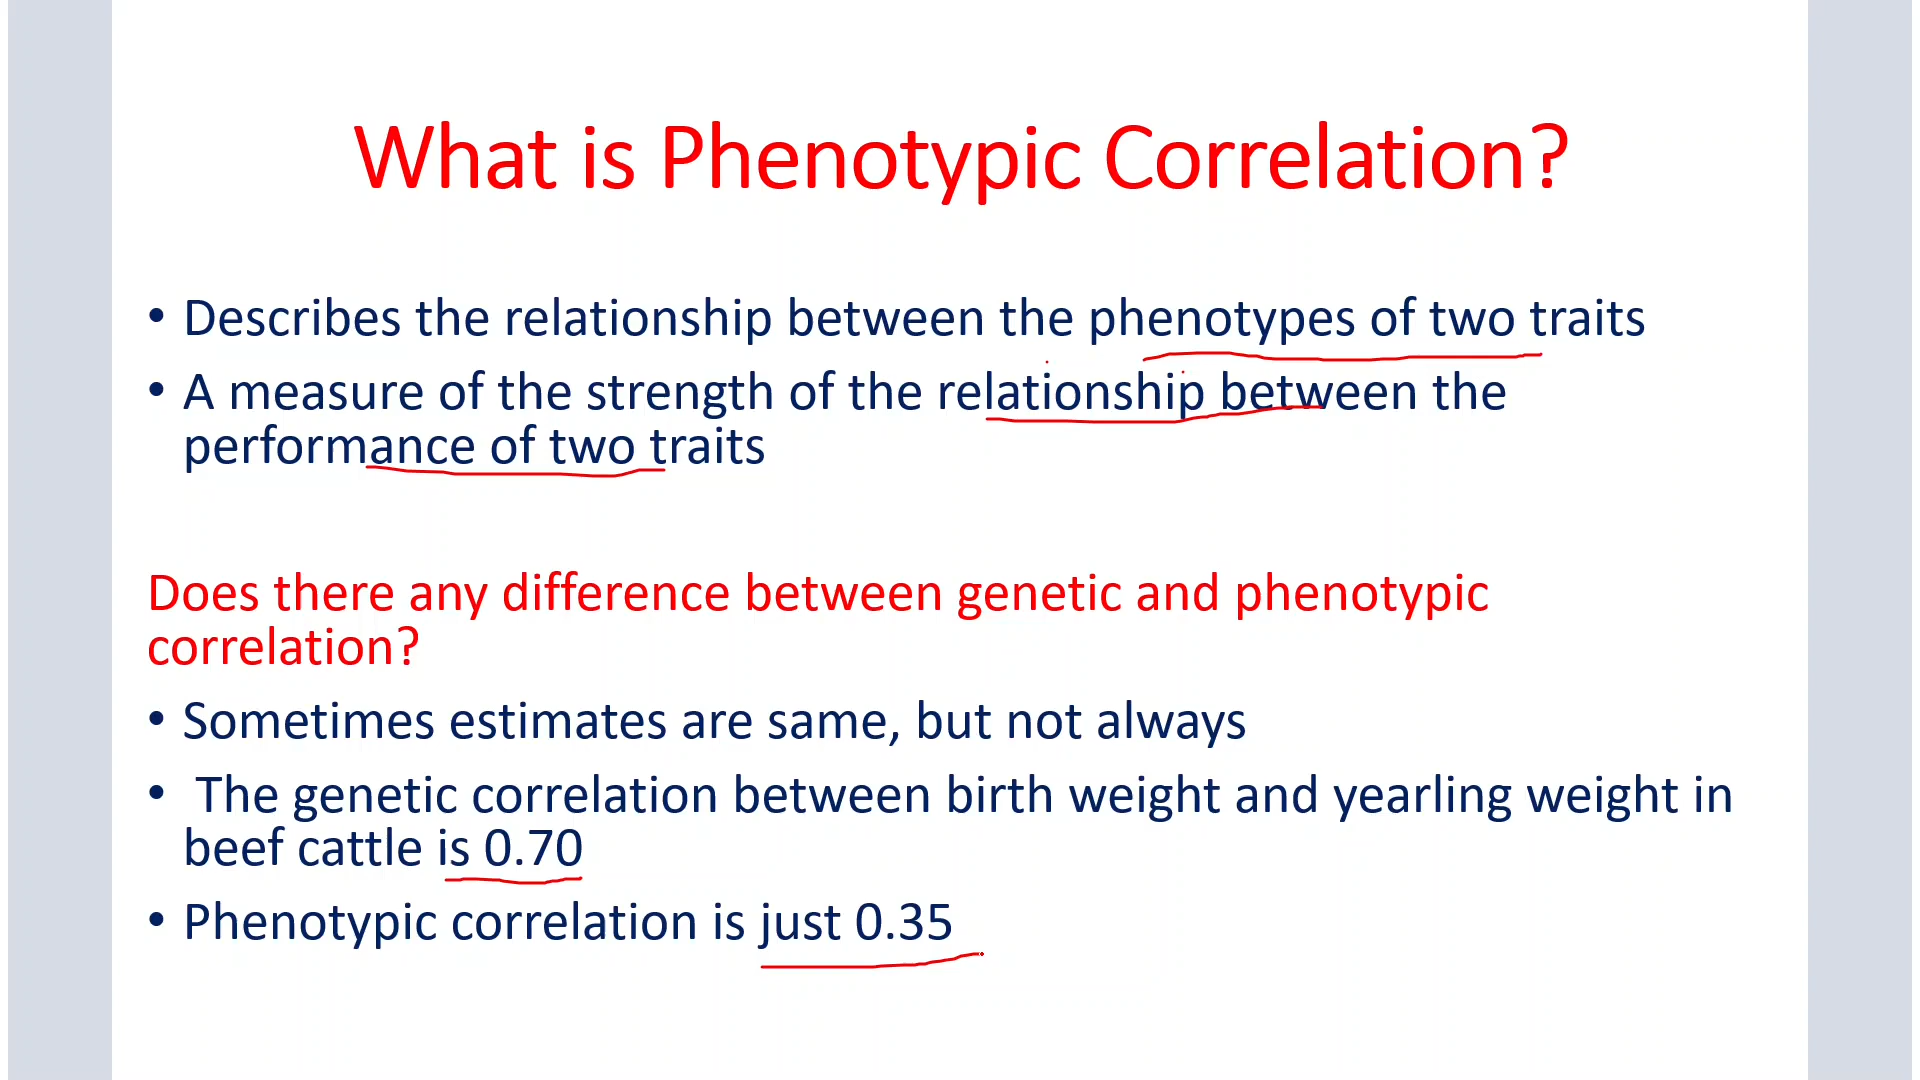 What is Phenotypic Correlation?
• Describes the relationship between the phenotypes of two traits
• A measure of the strength of the relationship between the
performance of two traits
Does there any difference between genetic and phenotypic
correlation?
• Sometimes estimates are same, but not always
• The genetic correlation between birth weight and yearling weight in
beef cattle is 0.70
• Phenotypic correlation is just 0.35